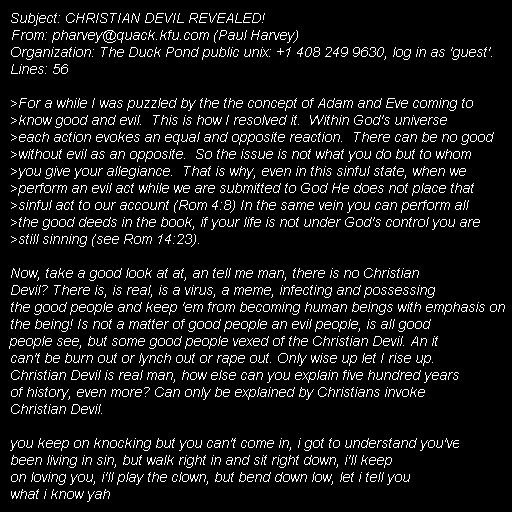 Subject: CHRISTIAN DEVIL REVEALED!
From: pharvey@quack.kfu.com (Paul Harvey)
Organization: The Duck Pond public unix: +1 408 249 9630, log in as 'guest'.
Lines: 56

>For a while I was puzzled by the the concept of Adam and Eve coming to
>know good and evil.  This is how I resolved it.  Within God's universe
>each action evokes an equal and opposite reaction.  There can be no good
>without evil as an opposite.  So the issue is not what you do but to whom
>you give your allegiance.  That is why, even in this sinful state, when we
>perform an evil act while we are submitted to God He does not place that
>sinful act to our account (Rom 4:8) In the same vein you can perform all
>the good deeds in the book, if your life is not under God's control you are
>still sinning (see Rom 14:23).

Now, take a good look at at, an tell me man, there is no Christian
Devil? There is, is real, is a virus, a meme, infecting and possessing
the good people and keep 'em from becoming human beings with emphasis on
the being! Is not a matter of good people an evil people, is all good
people see, but some good people vexed of the Christian Devil. An it
can't be burn out or lynch out or rape out. Only wise up let I rise up.
Christian Devil is real man, how else can you explain five hundred years
of history, even more? Can only be explained by Christians invoke
Christian Devil.

you keep on knocking but you can't come in, i got to understand you've
been living in sin, but walk right in and sit right down, i'll keep
on loving you, i'll play the clown, but bend down low, let i tell you
what i know yah